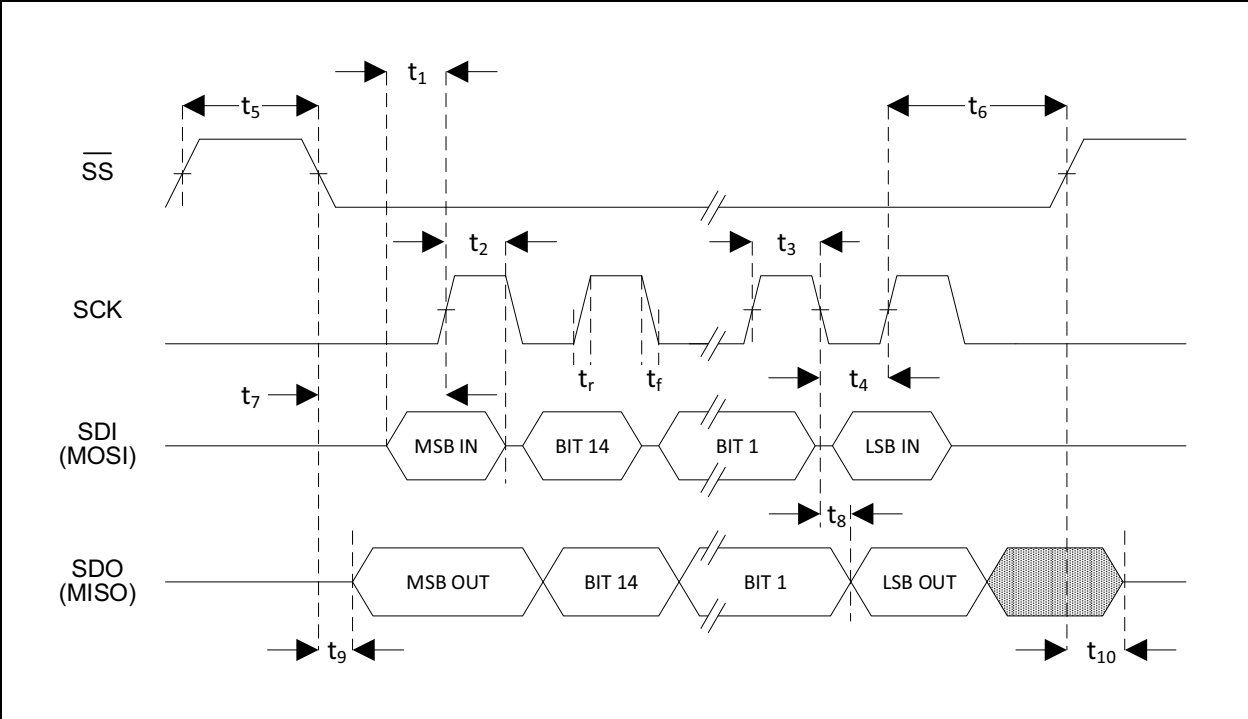 t1
t5
t6
SS
t2
t3
SCK
tr
tf
t4
t7
SDI
(MOSI)
MSB IN
BIT 14
BIT 1
LSB IN
t8
SDO
(MISO)
MSB OUT
BIT 14
BIT 1
LSB OUT
t9
t10